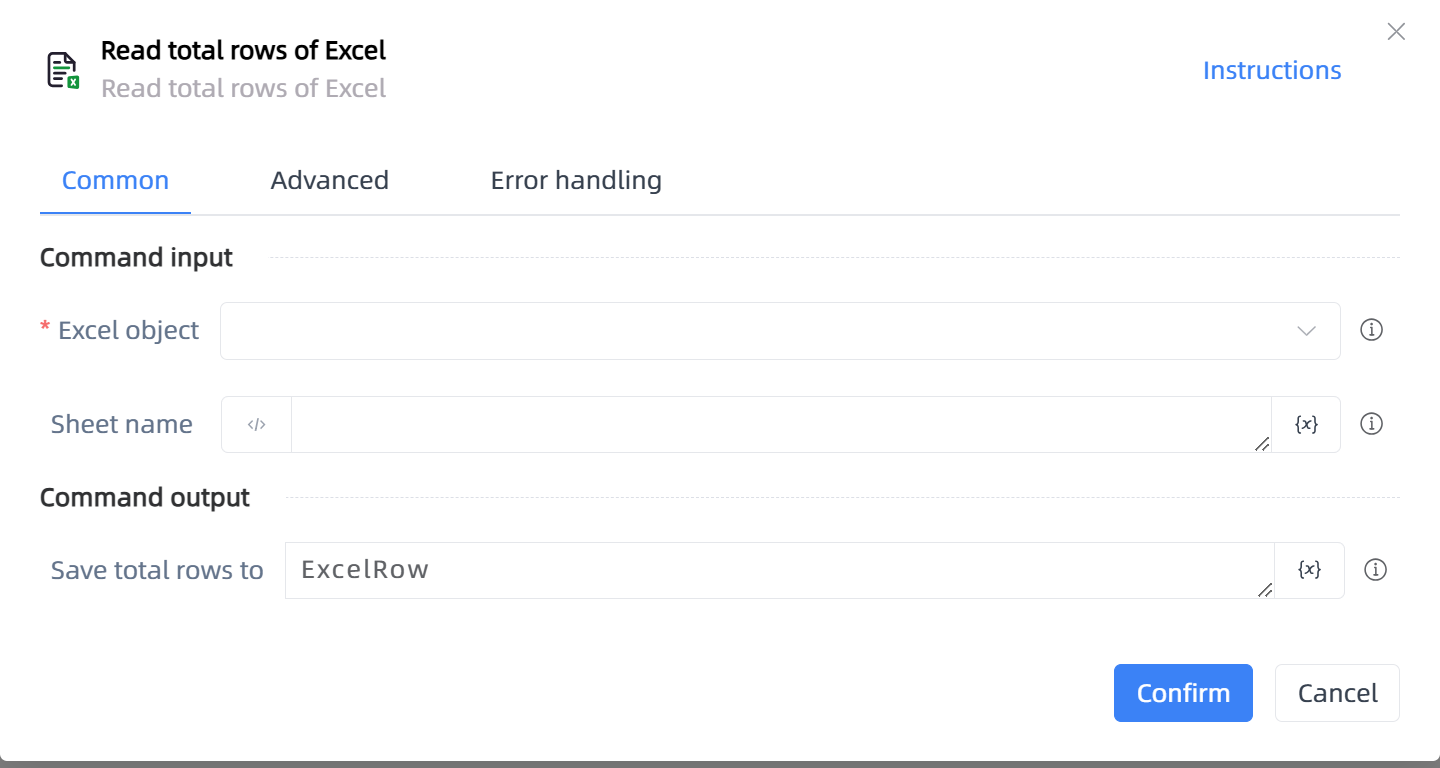 Read total rows of Excel
Read total rows of Excel
Instructions
Common
Advanced
Error handling
Command input
* Excel object
Sheet name
</>
{x}
Command output
Save total rows to
ExcelRow
{x}
Confirm
Cancel